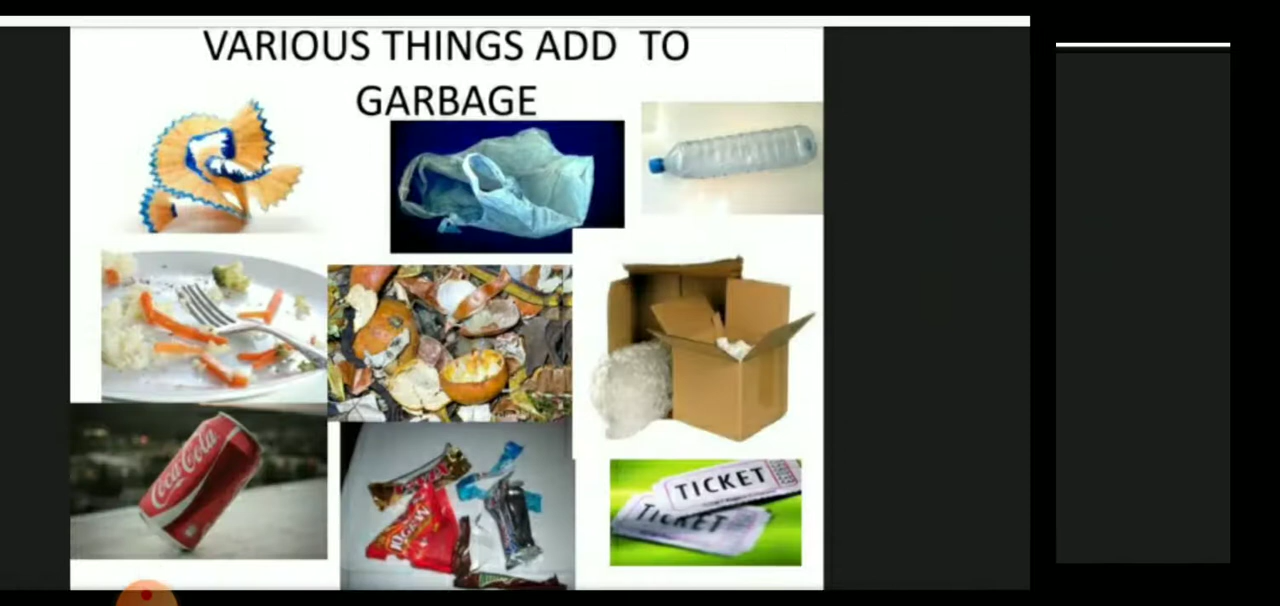 VARIOUS THINGS ADD TO
GARBAGE
Coca-Cola
TICKET
TICKET